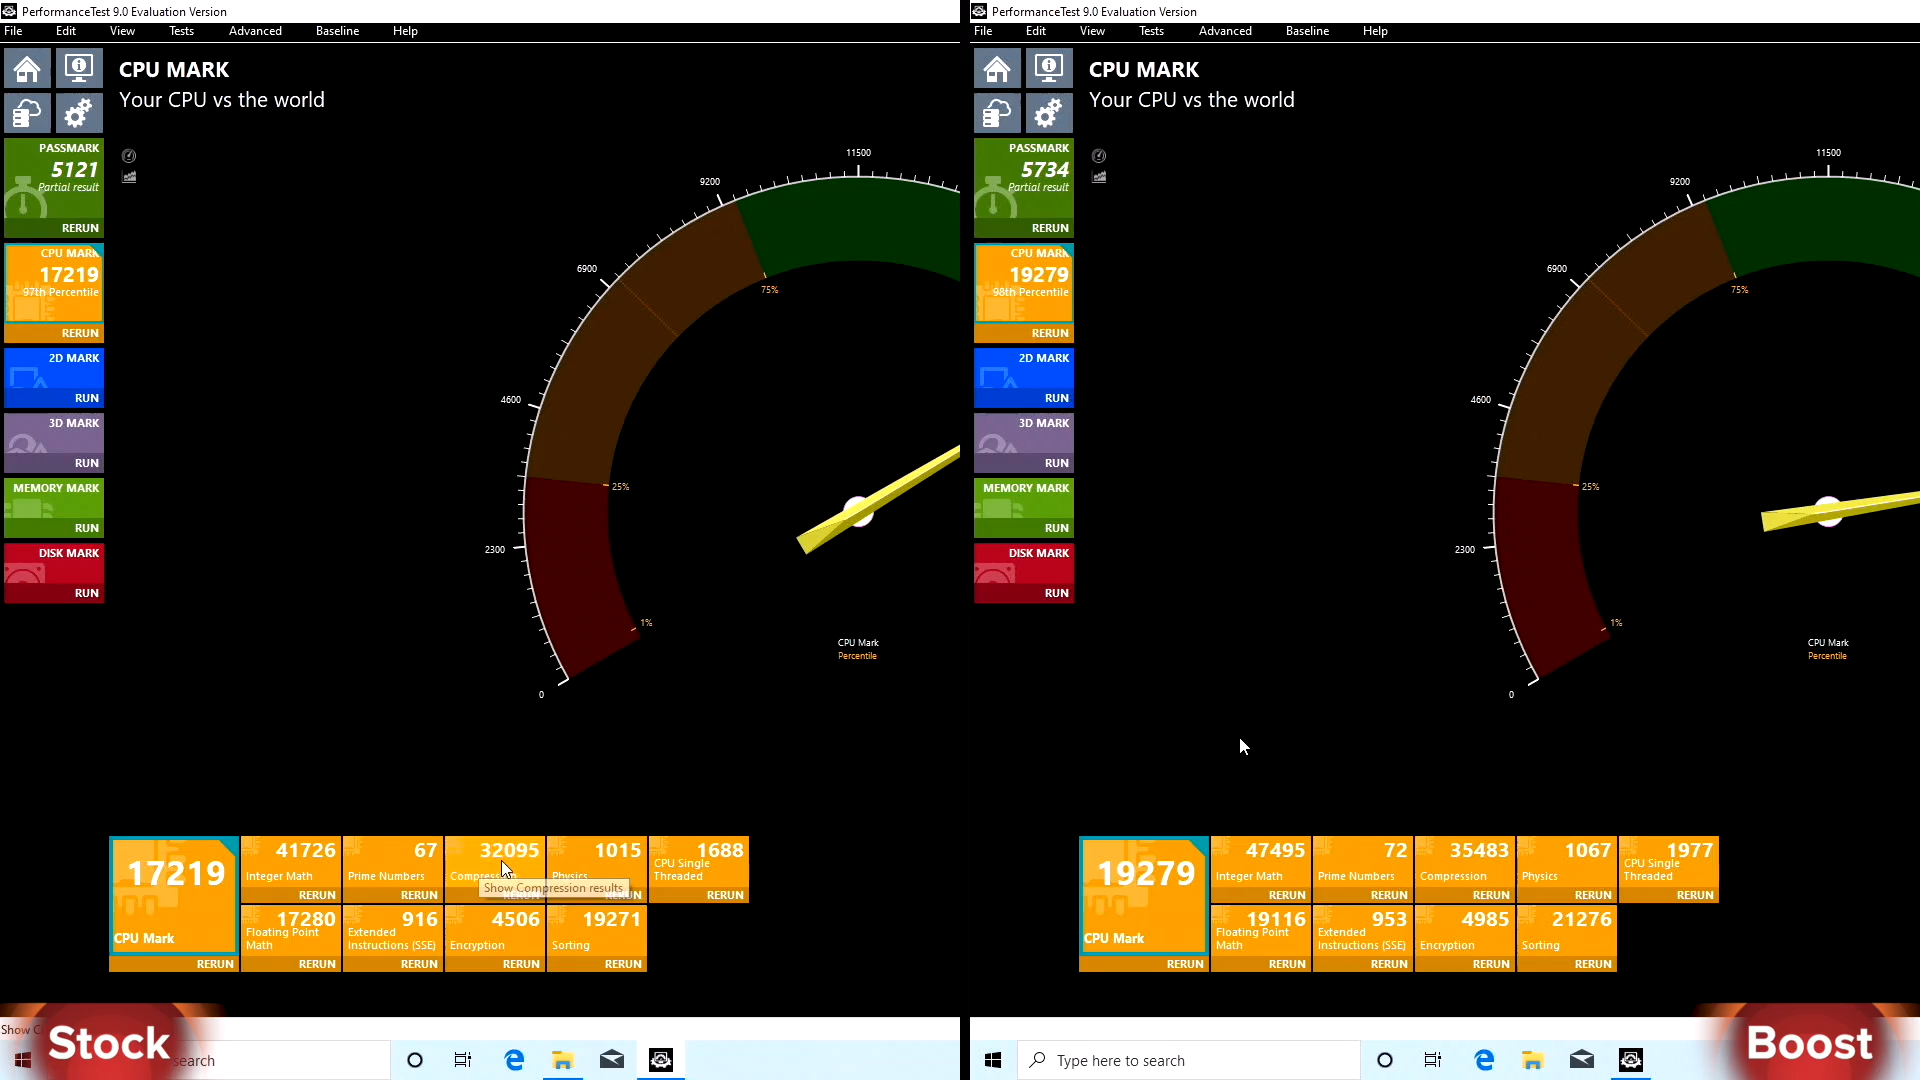 PerformanceTest 9.0 Evaluation Version
File Edit View Tests Advanced Baseline Help
CPU MARK
Your CPU vs the world
PASSMARK
5121
Partial result
RERUN
CPU MARK
17219
97th Percentile
RERUN
2D MARK
RUN
3D MARK
RUN
MEMORY MARK
RUN
DISK MARK
RUN
11500
9200
6900
4600
2300
0
75%
25%
1%
CPU Mark
Percentile
17219
CPU Mark
RERUN
41726
Integer Math
RERUN
67
Prime Numbers
RERUN
32095
Show Compression results
1015
Physics
RERUN
1688
CPU Single
Threaded
RERUN
17280
Floating Point
Math
RERUN
916
Extended
Instructions (SSE)
RERUN
4506
Encryption
RERUN
19271
Sorting
RERUN
Show
Stock
search
PerformanceTest 9.0 Evaluation Version
File Edit View Tests Advanced Baseline Help
CPU MARK
Your CPU vs the world
PASSMARK
5734
Partial result
RERUN
CPU MARK
19279
98th Percentile
RERUN
2D MARK
RUN
3D MARK
RUN
MEMORY MARK
RUN
DISK MARK
RUN
11500
9200
6900
4600
2300
0
75%
25%
1%
CPU Mark
Percentile
19279
CPU Mark
RERUN
47495
Integer Math
RERUN
72
Prime Numbers
RERUN
35483
Compression
RERUN
1067
Physics
RERUN
1977
CPU Single
Threaded
RERUN
19116
Floating Point
Math
RERUN
953
Extended
Instructions (SSE)
RERUN
4985
Encryption
RERUN
21276
Sorting
RERUN
Type here to search
Boost